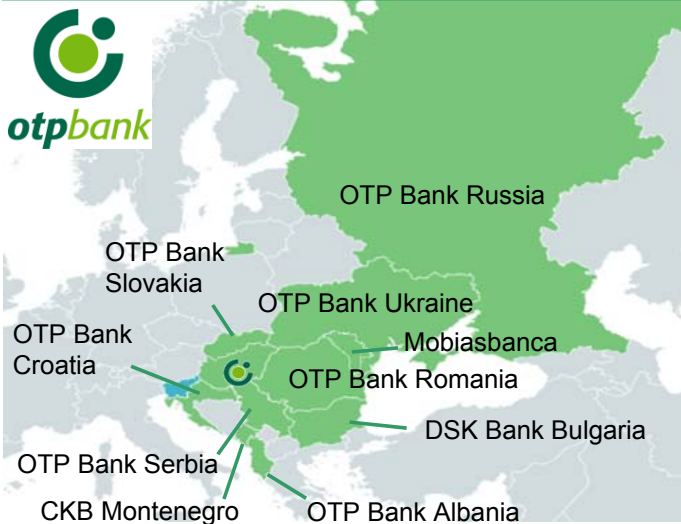 otpbank
OTP Bank Russia
OTP Bank
Slovakia
OTP Bank Ukraine
OTP Bank
Croatia
Mobiasbanca
OTP Bank Romania
DSK Bank Bulgaria
OTP Bank Serbia
CKB Montenegro
OTP Bank Albania